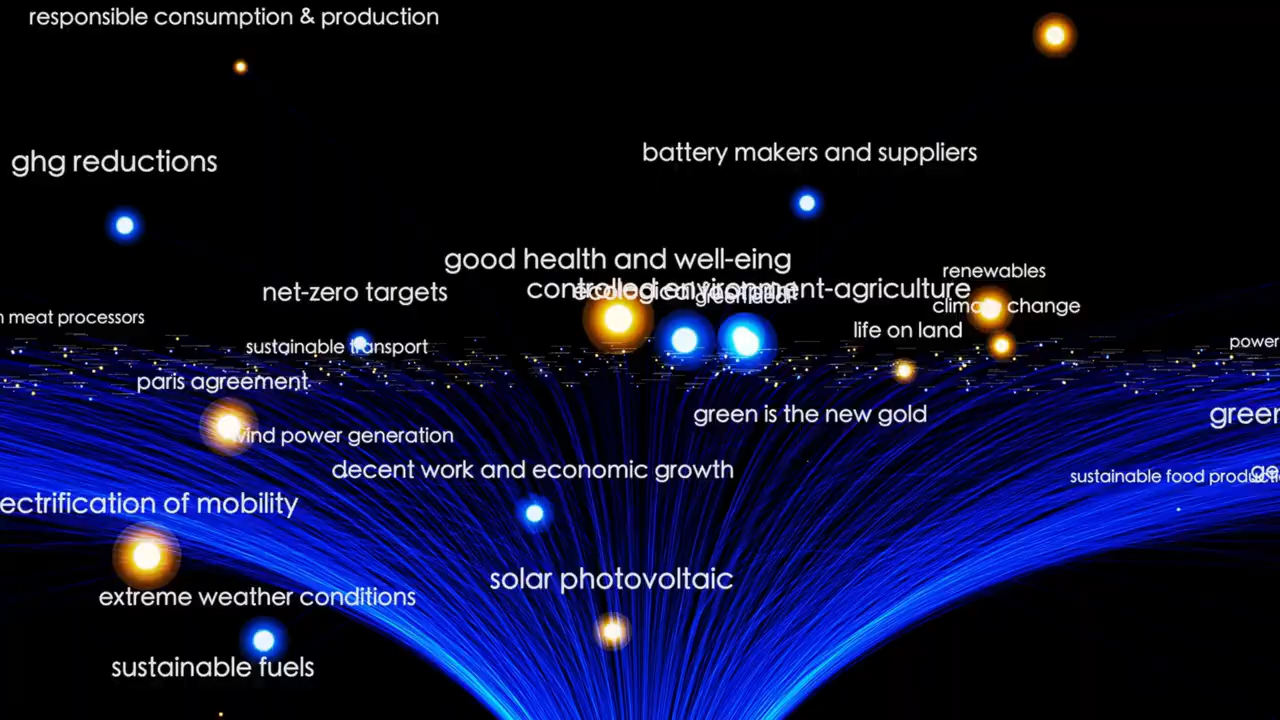 responsible consumption & production
battery makers and suppliers
ghg reductions
good health and well-eing
renewables
controlled environment-agriculture
net-zero targets
climate change
meat processors
life on land
power
sustainable transport
paris agreement
green is the new gold
green
wind power generation
decent work and economic growth
sustainable food
ectrification of mobility
solar photovoltaic
extreme weather conditions
sustainable fuels